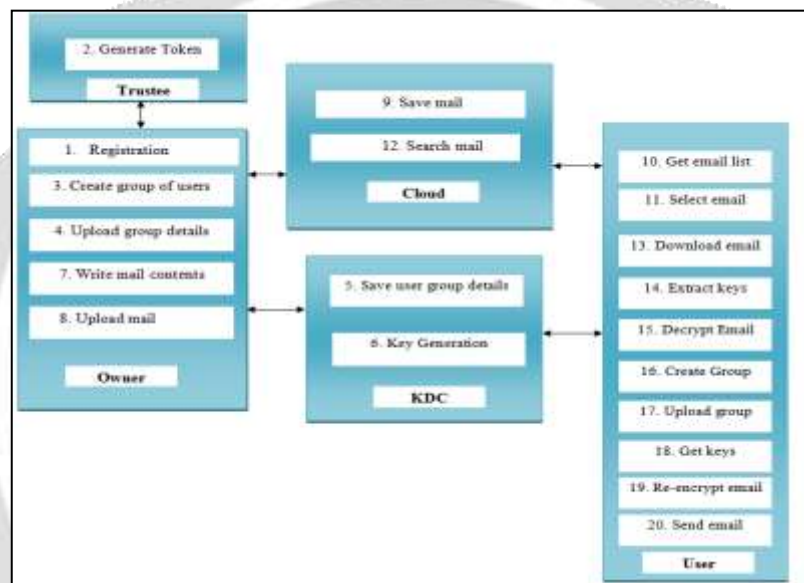 2. Generate Token
Trustee
1. Registration
3. Create group of users
4. Upload group details
7. Write mail contents
8. Upload mail
Owner
9. Save mail
12. Search mail
Cloud
5. Save user group details
6. Key Generation
KDC
10. Get email list
11. Select email
13. Download email
14. Extract keys
15. Decrypt Email
16. Create Group
17. Upload group
18. Get keys
19. Re-encrypt email
20. Send email
User